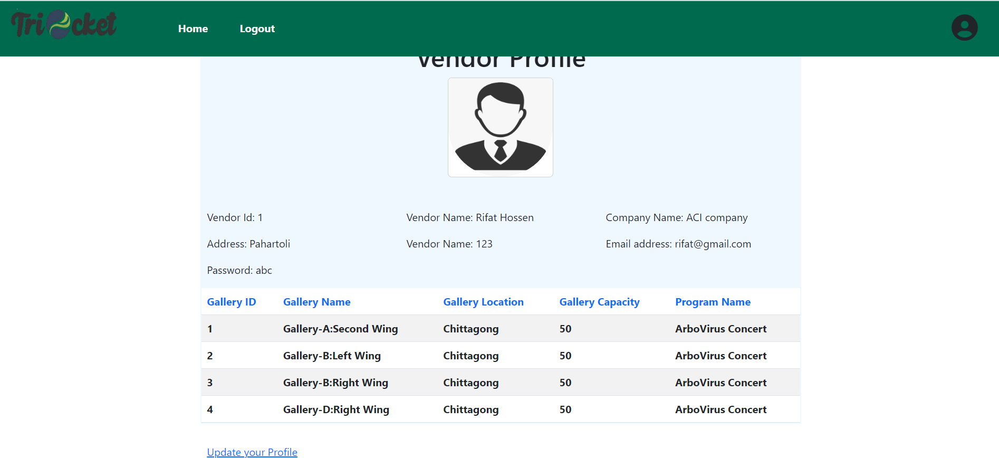 Triocket
Home Logout
Vendor Profile
Vendor Id: 1 Vendor Name: Rifat Hossen Company Name: ACI company
Address: Pahartoli Vendor Name: 123 Email address: rifat@gmail.com
Password: abc
Gallery ID Gallery Name Gallery Location Gallery Capacity Program Name
1 Gallery-A:Second Wing Chittagong 50 ArboVirus Concert
2 Gallery-B:Left Wing Chittagong 50 ArboVirus Concert
3 Gallery-B:Right Wing Chittagong 50 ArboVirus Concert
4 Gallery-D:Right Wing Chittagong 50 ArboVirus Concert
Update your Profile